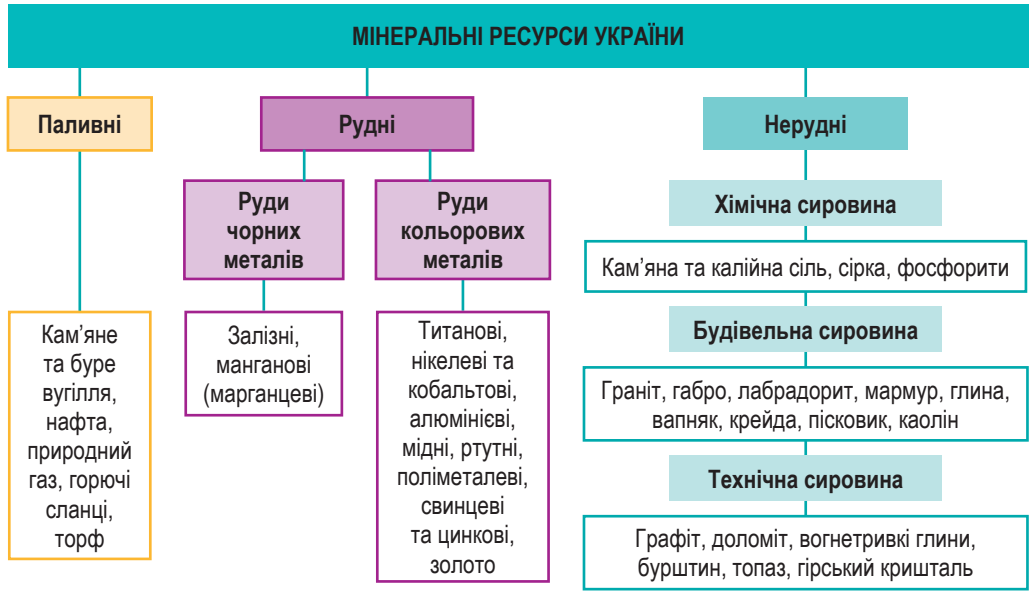 МІНЕРАЛЬНІ РЕСУРСИ УКРАЇНИ
Паливні
Кам’яне
та буре
вугілля,
нафта,
природний
газ, горючі
сланці,
торф
Рудні
Руди
чорних
металів
Залізні,
манганові
(марганцеві)
Руди
кольорових
металів
Титанові,
нікелеві та
кобальтові,
алюмінієві,
мідні, ртутні,
поліметалеві,
свинцеві
та цинкові,
золото
Нерудні
Хімічна сировина
Кам’яна та калійна сіль, сірка, фосфорити
Будівельна сировина
Граніт, габро, лабрадорит, мармур, глина,
вапняк, крейда, пісковик, каолін
Технічна сировина
Графіт, доломіт, вогнетривкі глини,
бурштин, топаз, гірський кришталь